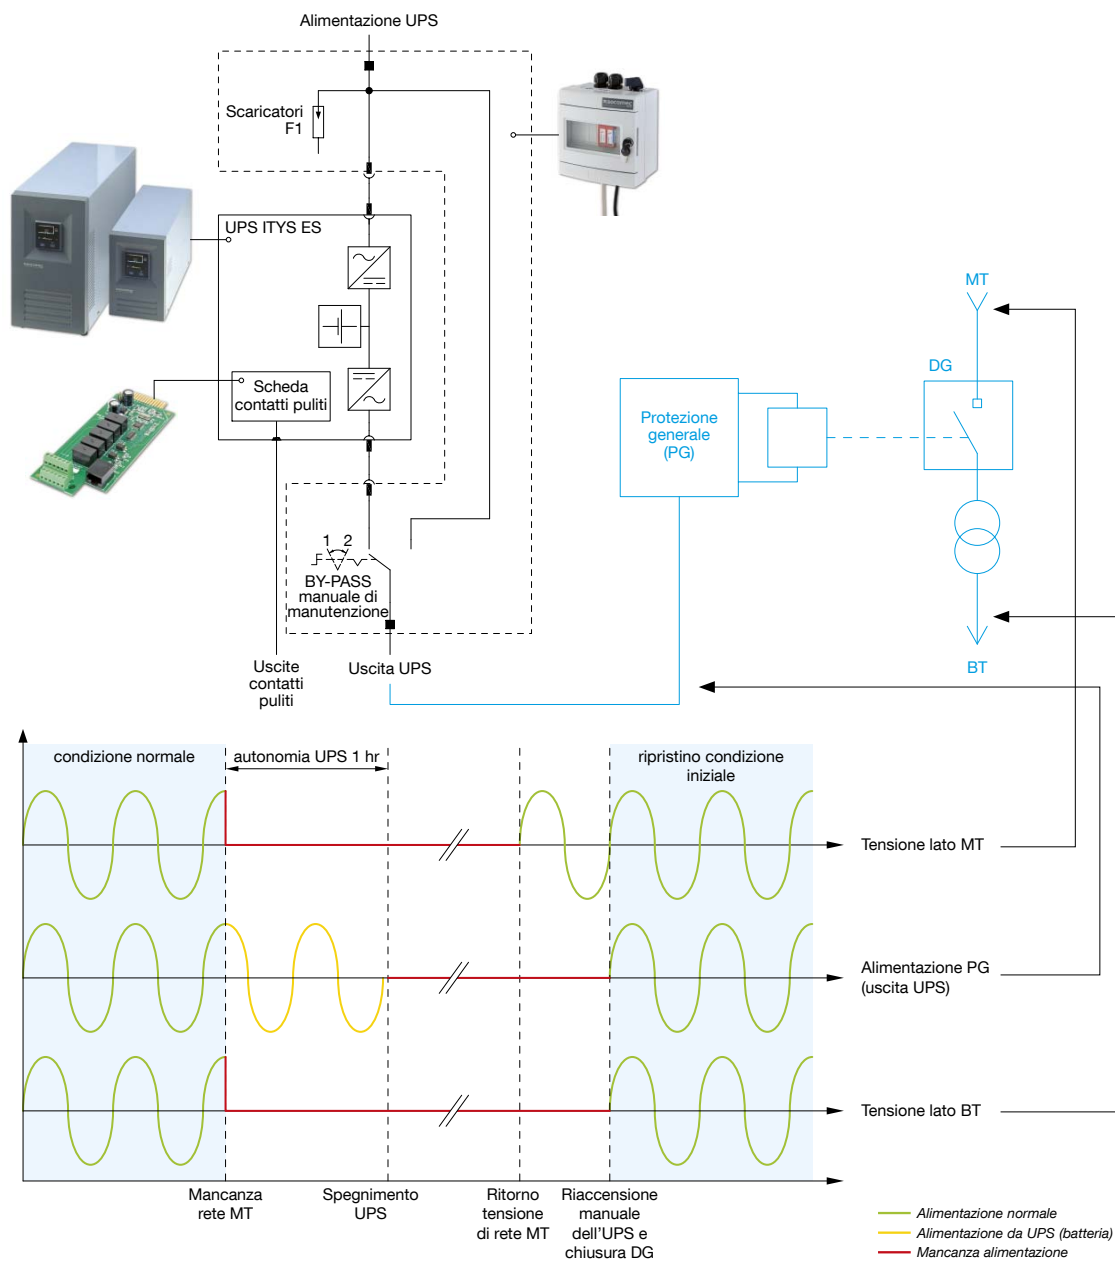 Alimentazione UPS
Scaricatori
F1
UPS ITYS ES
Scheda
contatti puliti
1 2
BY-PASS
manuale di
manutenzione
Uscite
contatti
puliti
Uscita UPS
MT
DG
Protezione
generale
(PG)
BT
condizione normale
autonomia UPS 1 hr
ripristino condizione
iniziale
Tensione lato MT
Alimentazione PG
(uscita UPS)
Tensione lato BT
Mancanza
rete MT
Spegnimento
UPS
Ritorno
tensione
di rete MT
Riaccensione
manuale
dell'UPS e
chiusura DG
Alimentazione normale
Alimentazione da UPS (batteria)
Mancanza alimentazione